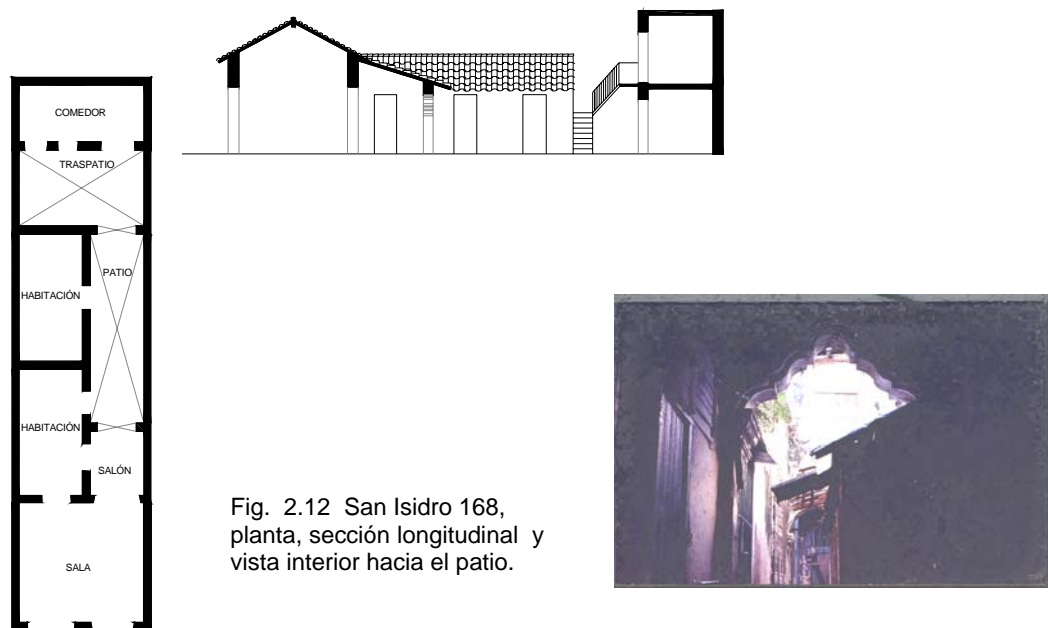 COMEDOR
TRASPATIO
PATIO
HABITACIÓN
HABITACIÓN
SALÓN
SALA
Fig. 2.12 San Isidro 168,
planta, sección longitudinal y
vista interior hacia el patio.